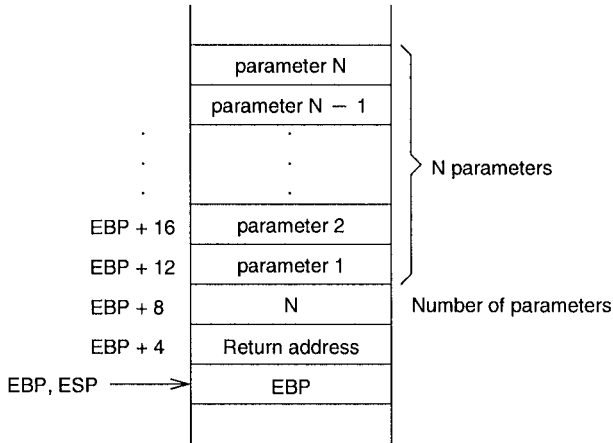 parameter N
parameter N − 1
.
.
.
.
.
.
N parameters
EBP + 16 parameter 2
EBP + 12 parameter 1
EBP + 8 N Number of parameters
EBP + 4 Return address
EBP, ESP EBP